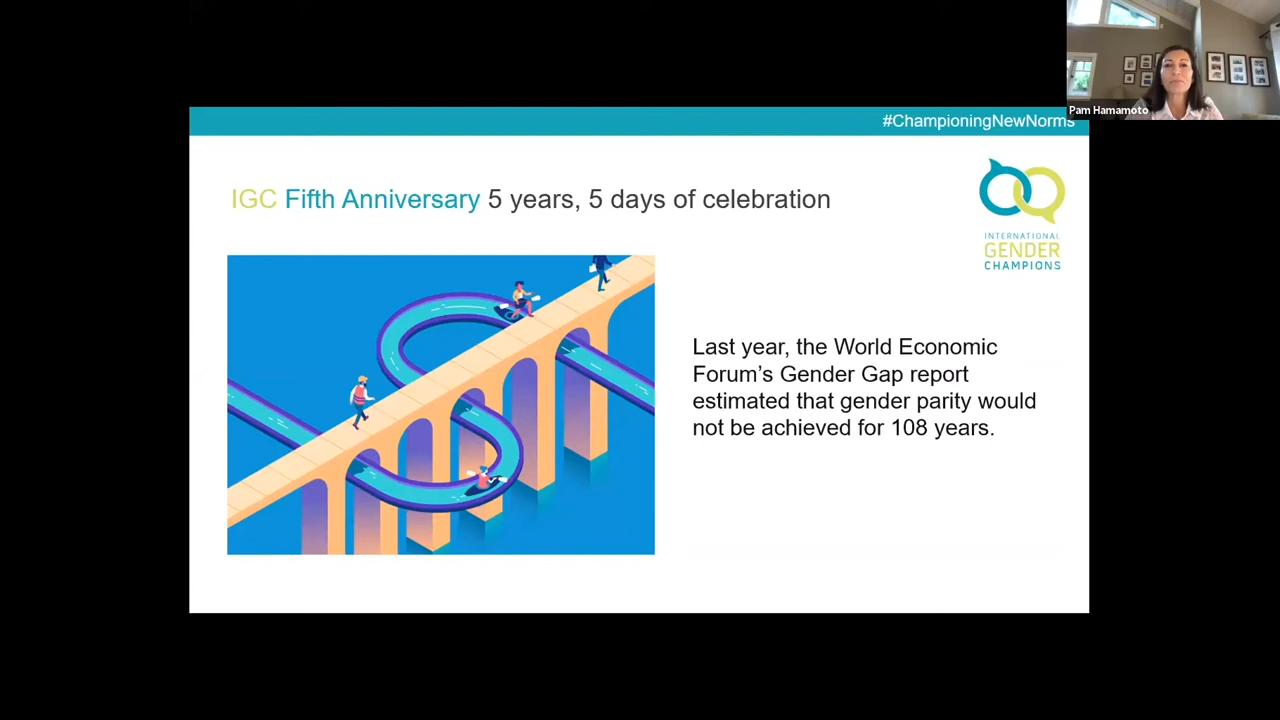 Pam Hamamoto
#ChampioningNewNorms
IGC Fifth Anniversary 5 years, 5 days of celebration
INTERNATIONAL
GENDER
CHAMPIONS
Last year, the World Economic
Forum’s Gender Gap report
estimated that gender parity would
not be achieved for 108 years.